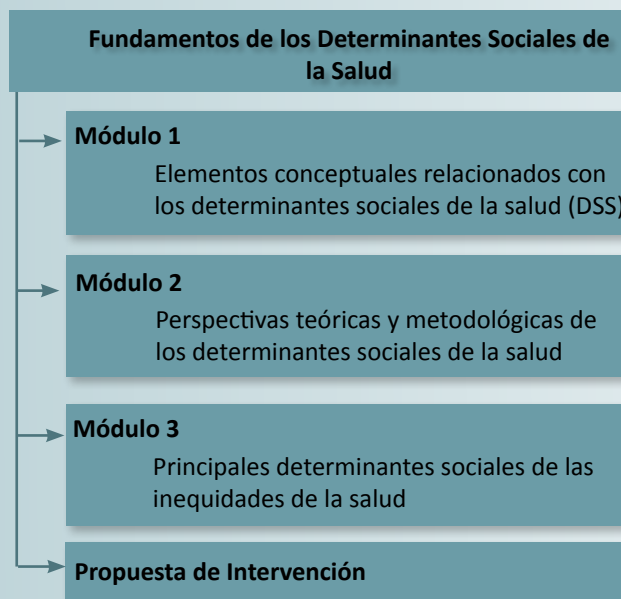 Fundamentos de los Determinantes Sociales de
la Salud
Módulo 1
Elementos conceptuales relacionados con
los determinantes sociales de la salud (DSS)
Módulo 2
Perspectivas teóricas y metodológicas de
los determinantes sociales de la salud
Módulo 3
Principales determinantes sociales de las
inequidades de la salud
Propuesta de Intervención